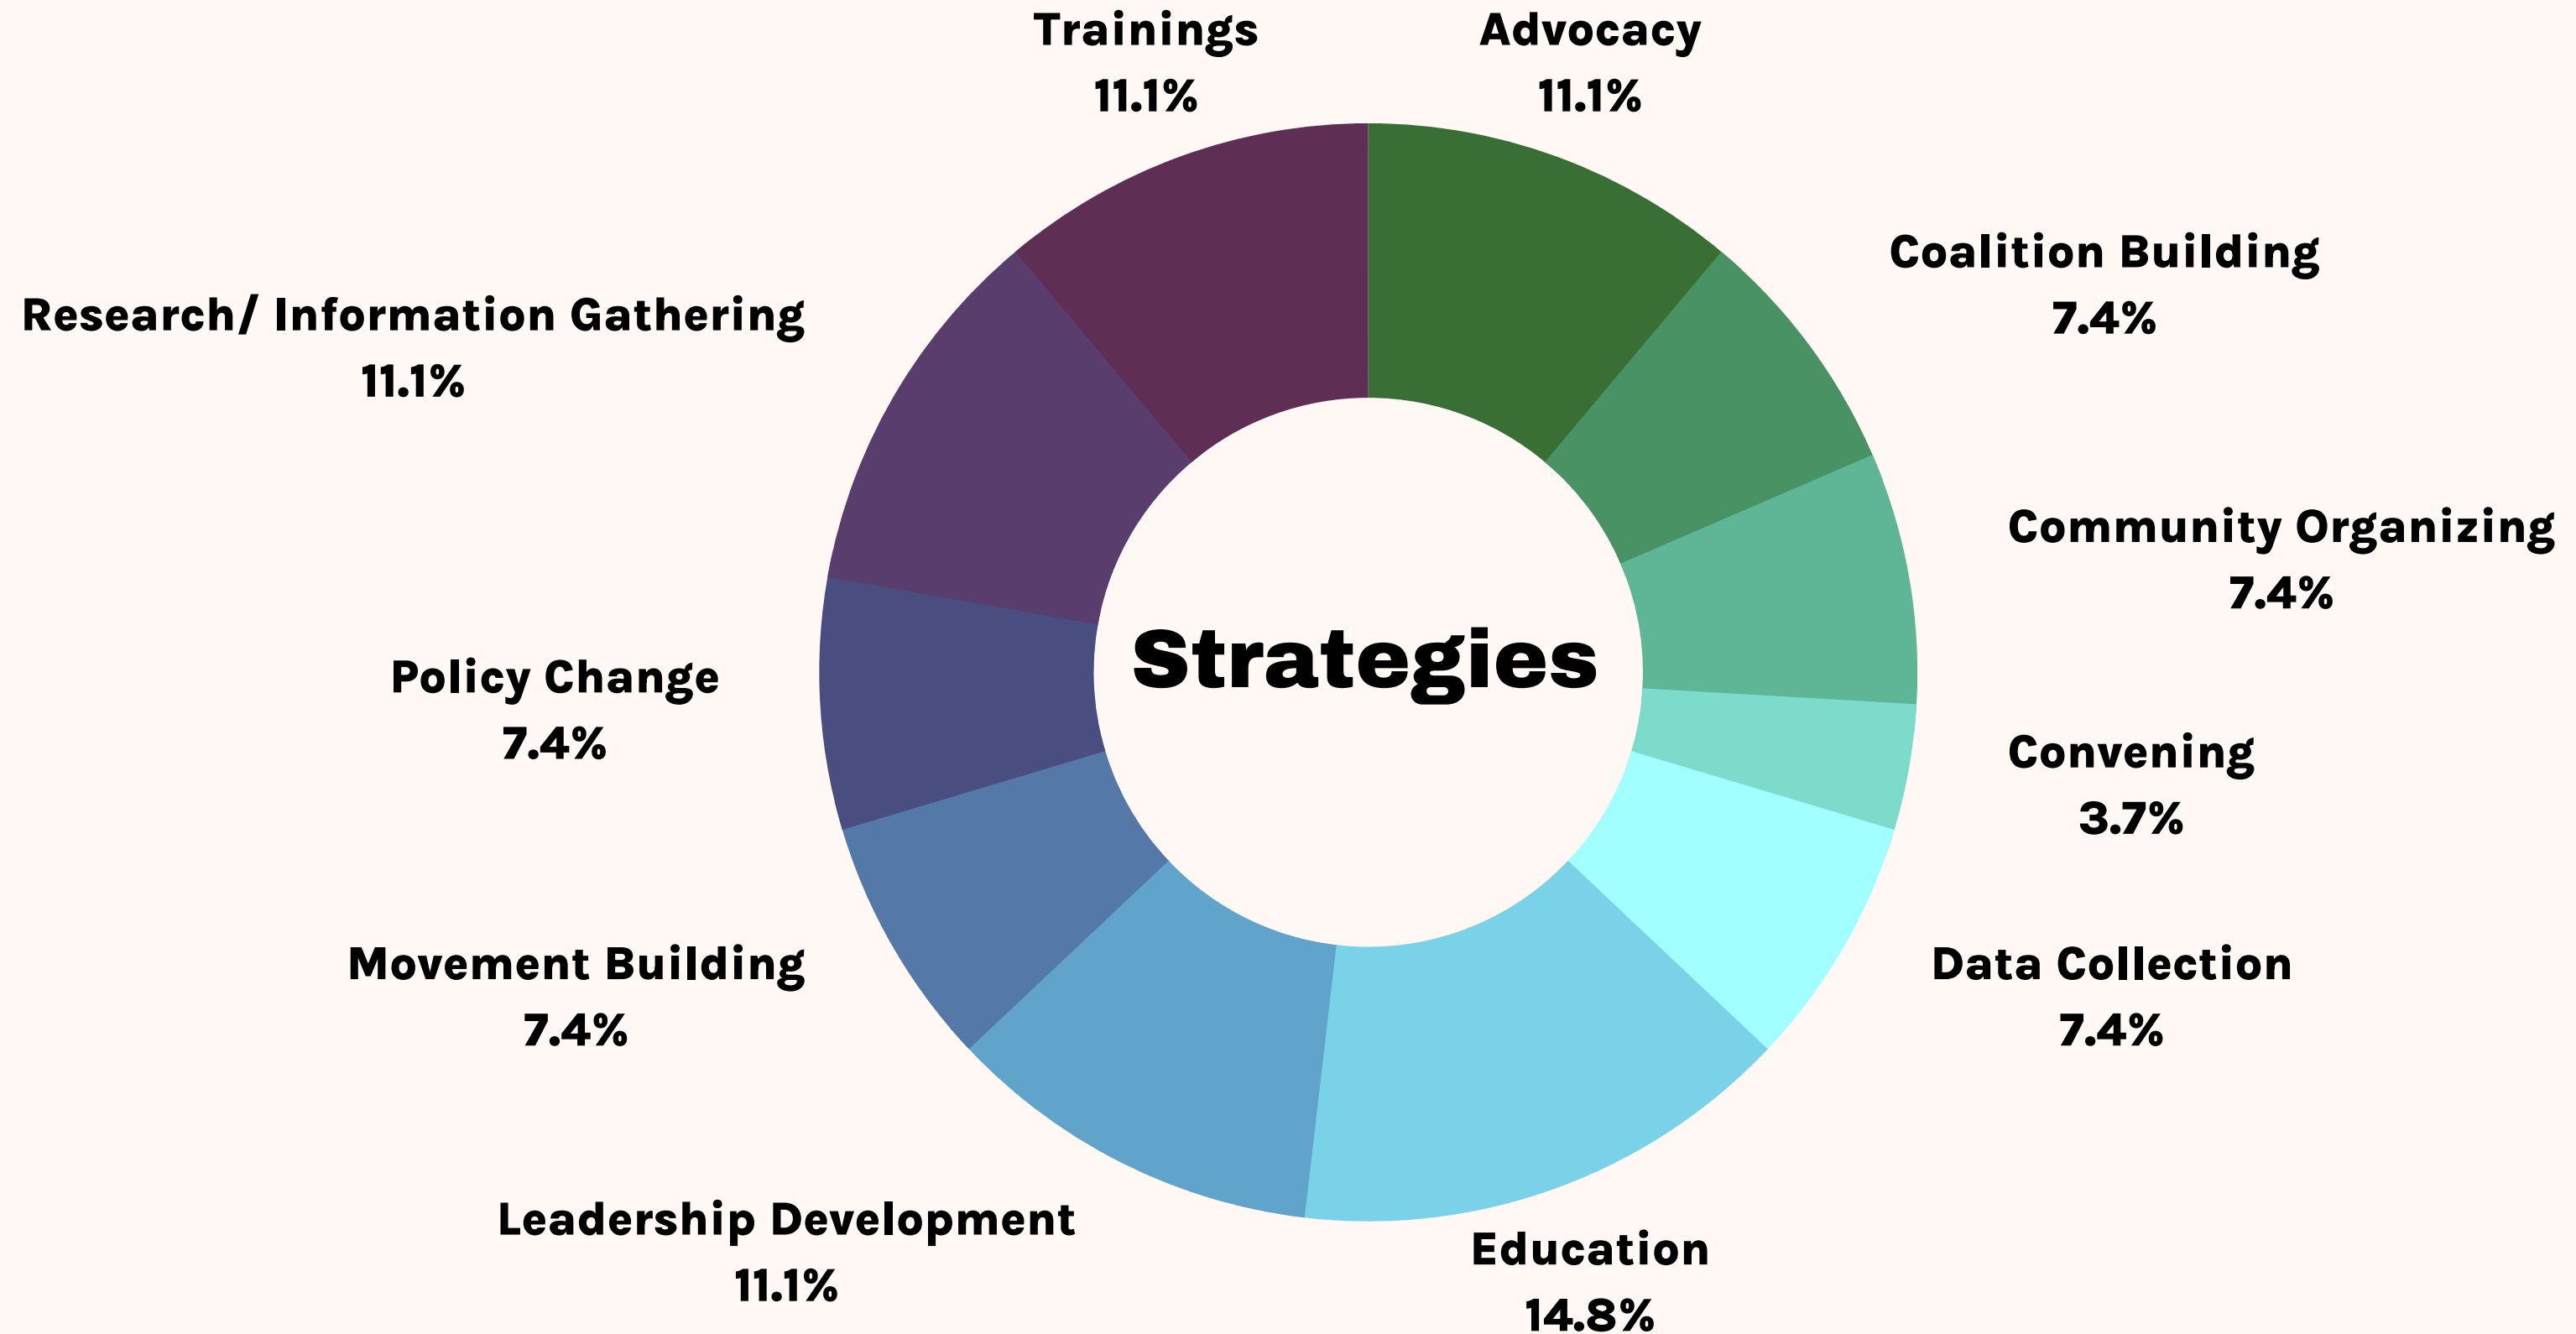 Trainings
11.1%
Advocacy
11.1%
Coalition Building
7.4%
Research/ Information Gathering
11.1%
Community Organizing
7.4%
Strategies
Policy Change
7.4%
Convening
3.7%
Movement Building
7.4%
Data Collection
7.4%
Leadership Development
11.1%
Education
14.8%